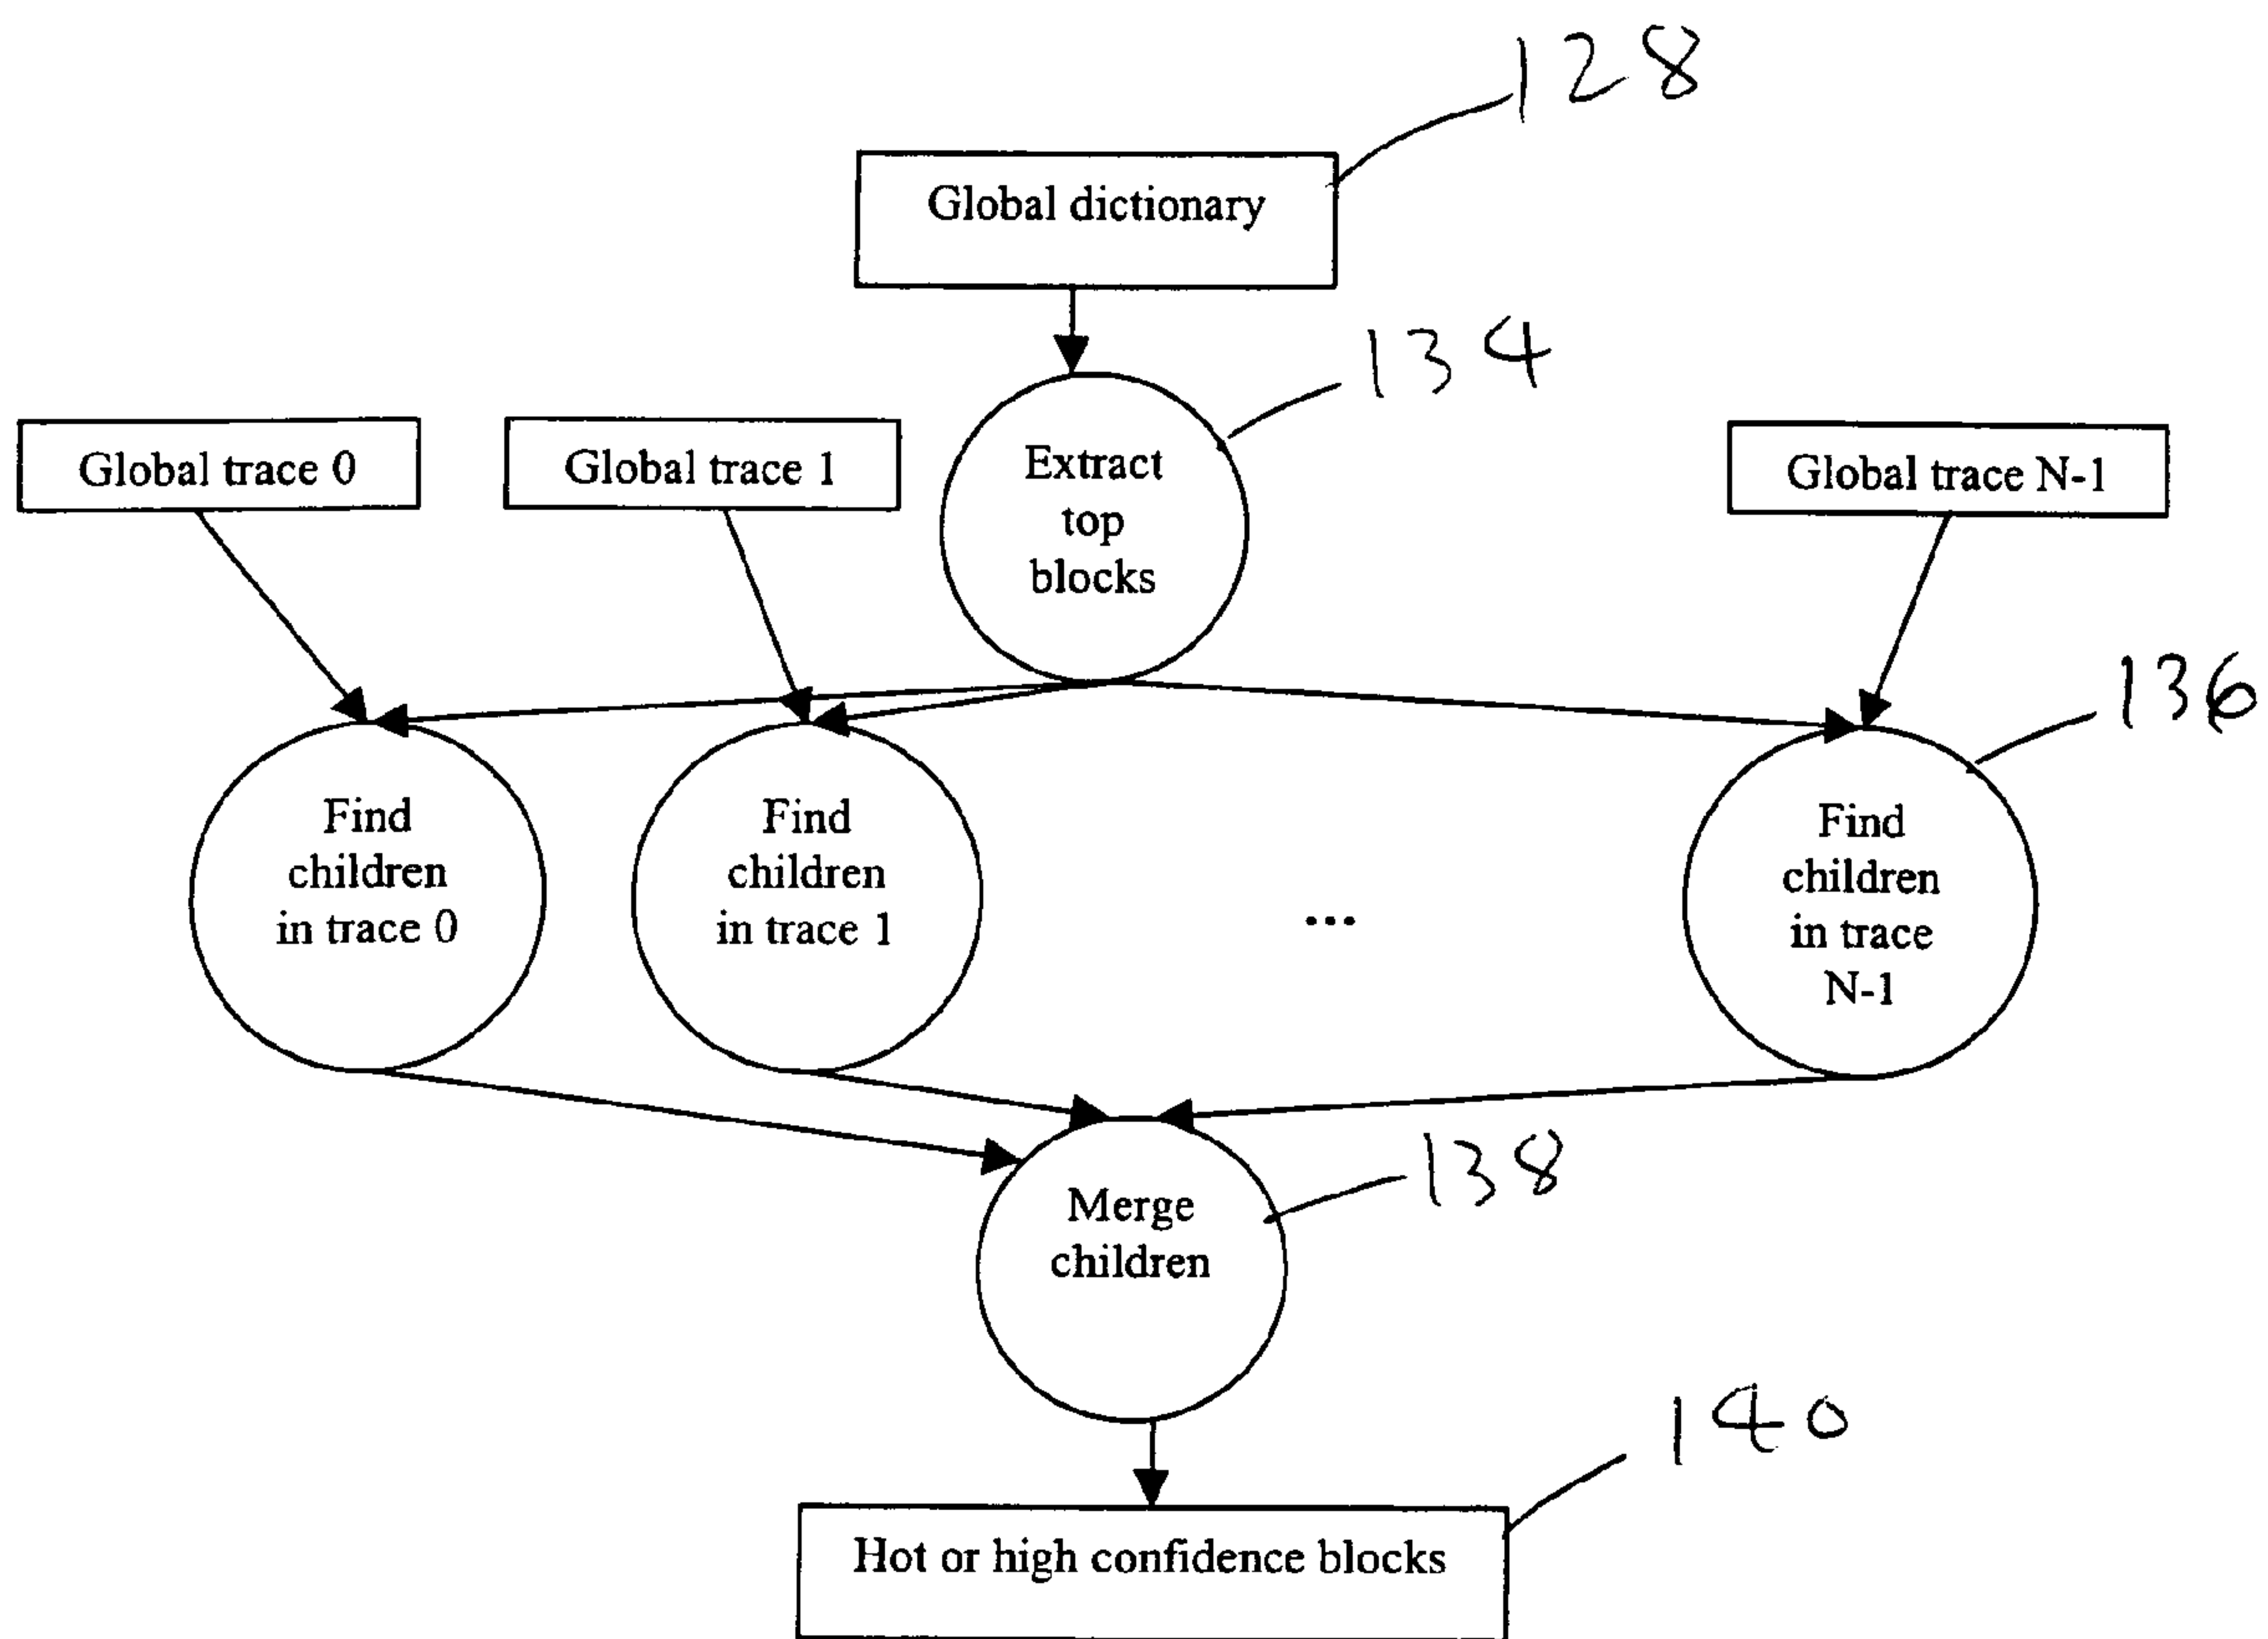 128
Global dictionary
134
Global trace 0
Global trace 1
Extract
top
blocks
Global trace N-1
136
Find
children
in trace 0
Find
children
in trace 1
...
Find
children
in trace
N-1
138
Merge
children
140
Hot or high confidence blocks